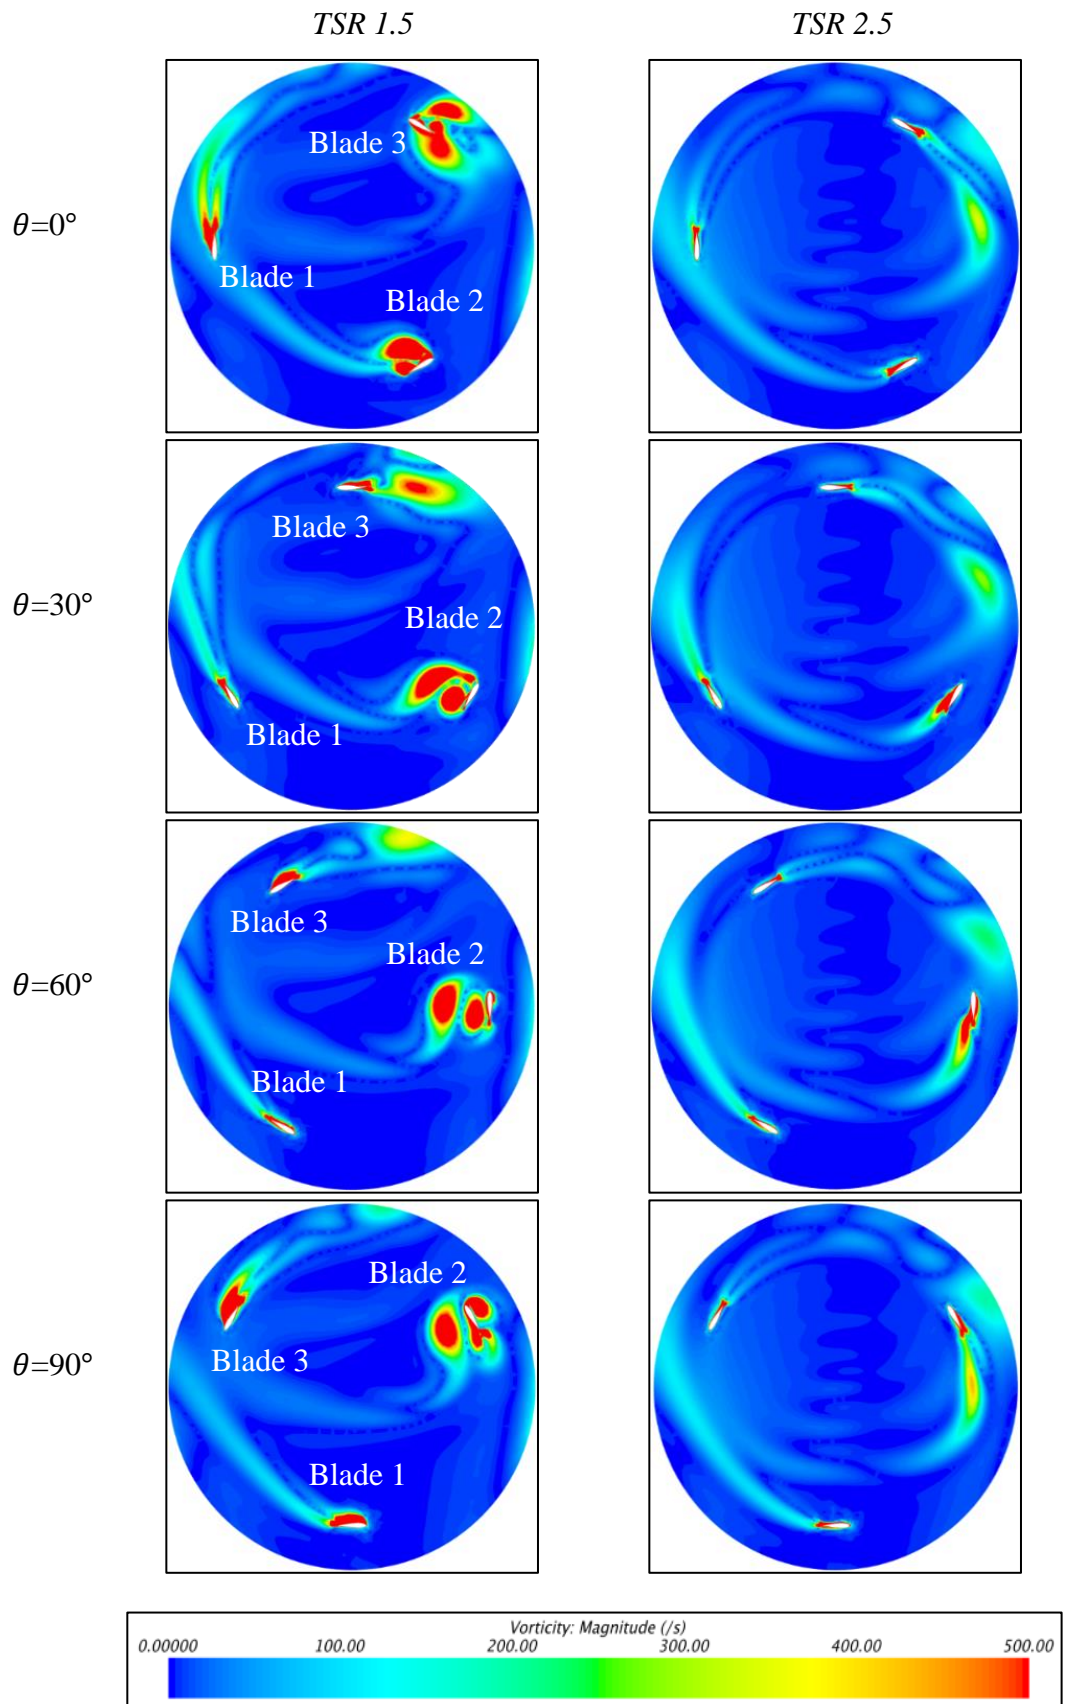 TSR 1.5 TSR 2.5
Blade 3
θ=0°
Blade 1
Blade 2
Blade 3
θ=30°
Blade 2
Blade 1
Blade 3
Blade 2
θ=60°
Blade 1
Blade 2
Blade 3
θ=90°
Blade 1
Vorticity: Magnitude (/s)
0.00000 100.00 200.00 300.00 400.00 500.00